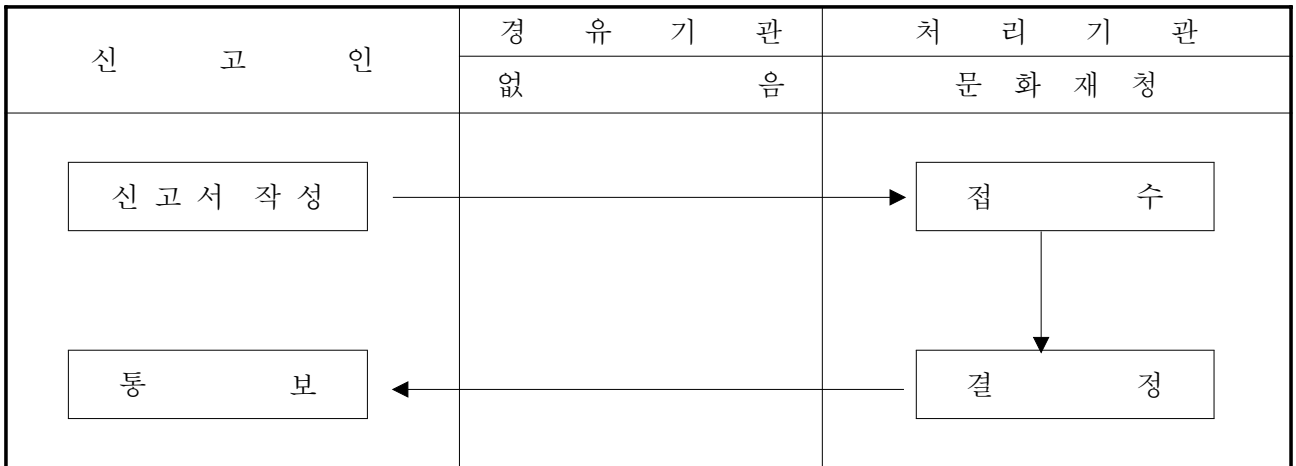 신 고 인
경 유 기 관
처 리 기 관
없 음
문 화 재 청
신 고 서 작 성
접 수
통 보
결 정